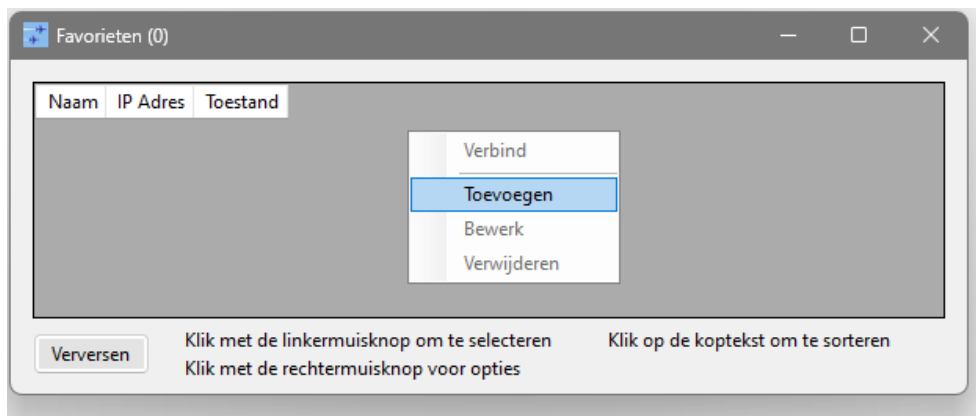 Favorieten (0)
Naam IP Adres Toestand
Verbind
Toevoegen
Bewerk
Verwijderen
Verversen
Klik met de linkermuisknop om te selecteren
Klik met de rechtermuisknop voor opties
Klik op de koptekst om te sorteren